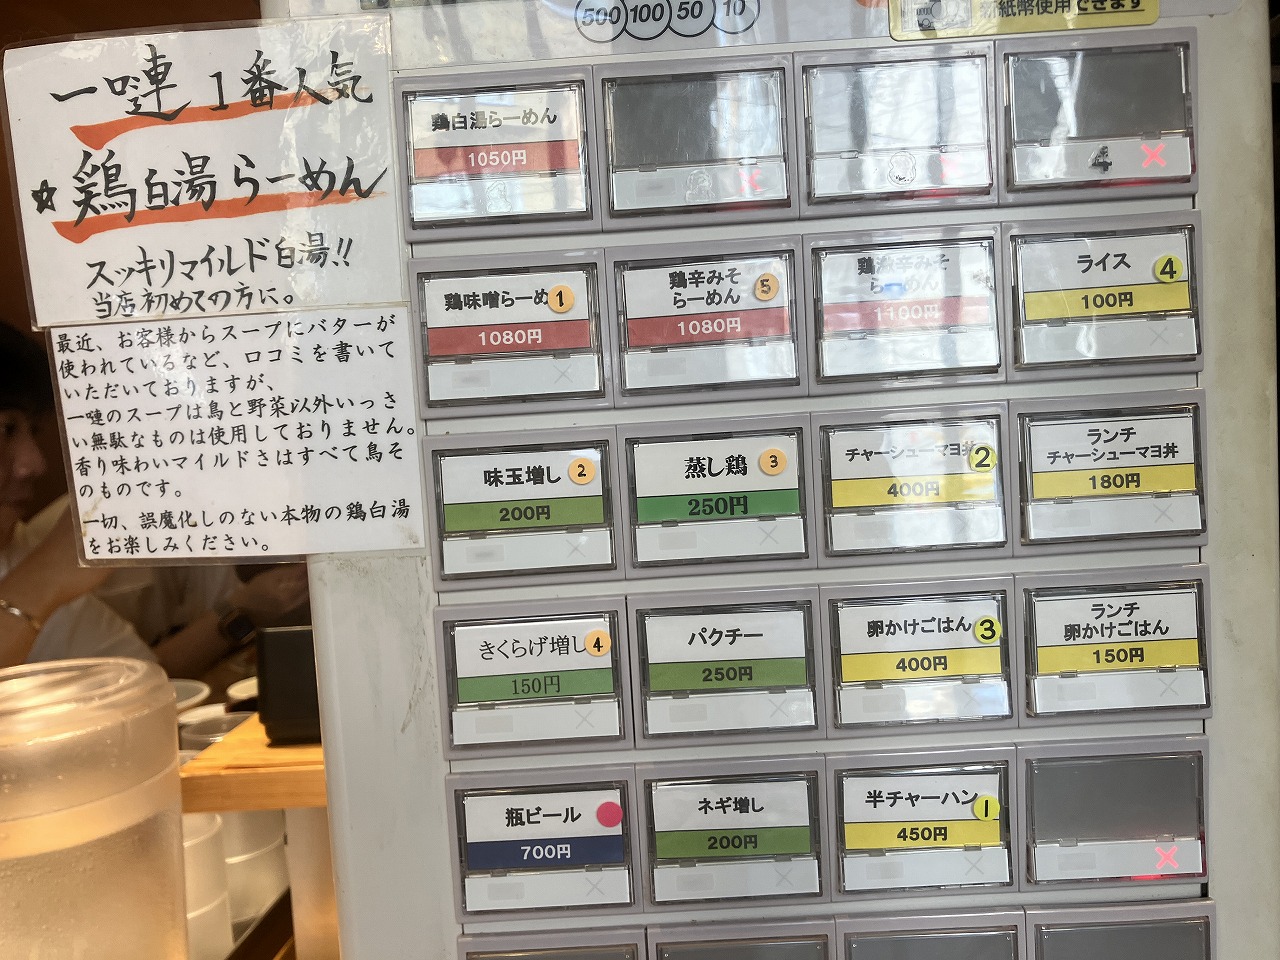 500 100 50 10
新紙幣使用できます
一嗹 1番人気
☆鶏白湯らーめん
スッキリマイルド白湯!!
当店初めての方に。
最近、お客様からスープにバターが
使われているなど、口コミを書いて
いただいておりますが、
一嗹のスープは鳥と野菜以外いっさ
い無駄なものは使用しておりません。
香り味わいマイルドさはすべて鳥そ
のものです。
一切、誤魔化しのない本物の鶏白湯
をお楽しみください。
鶏白湯らーめん
1050円
4
鶏味噌らーめ 1
1080円
鶏辛みそ
らーめん 5
1080円
鶏激辛みそ
らーめん
1100円
ライス 4
100円
味玉増し 2
200円
蒸し鶏 3
250円
チャーシューマヨ丼 2
400円
ランチ
チャーシューマヨ丼
180円
きくらげ増し 4
150円
パクチー
250円
卵かけごはん 3
400円
ランチ
卵かけごはん
150円
瓶ビール
700円
ネギ増し
200円
半チャーハン 1
450円